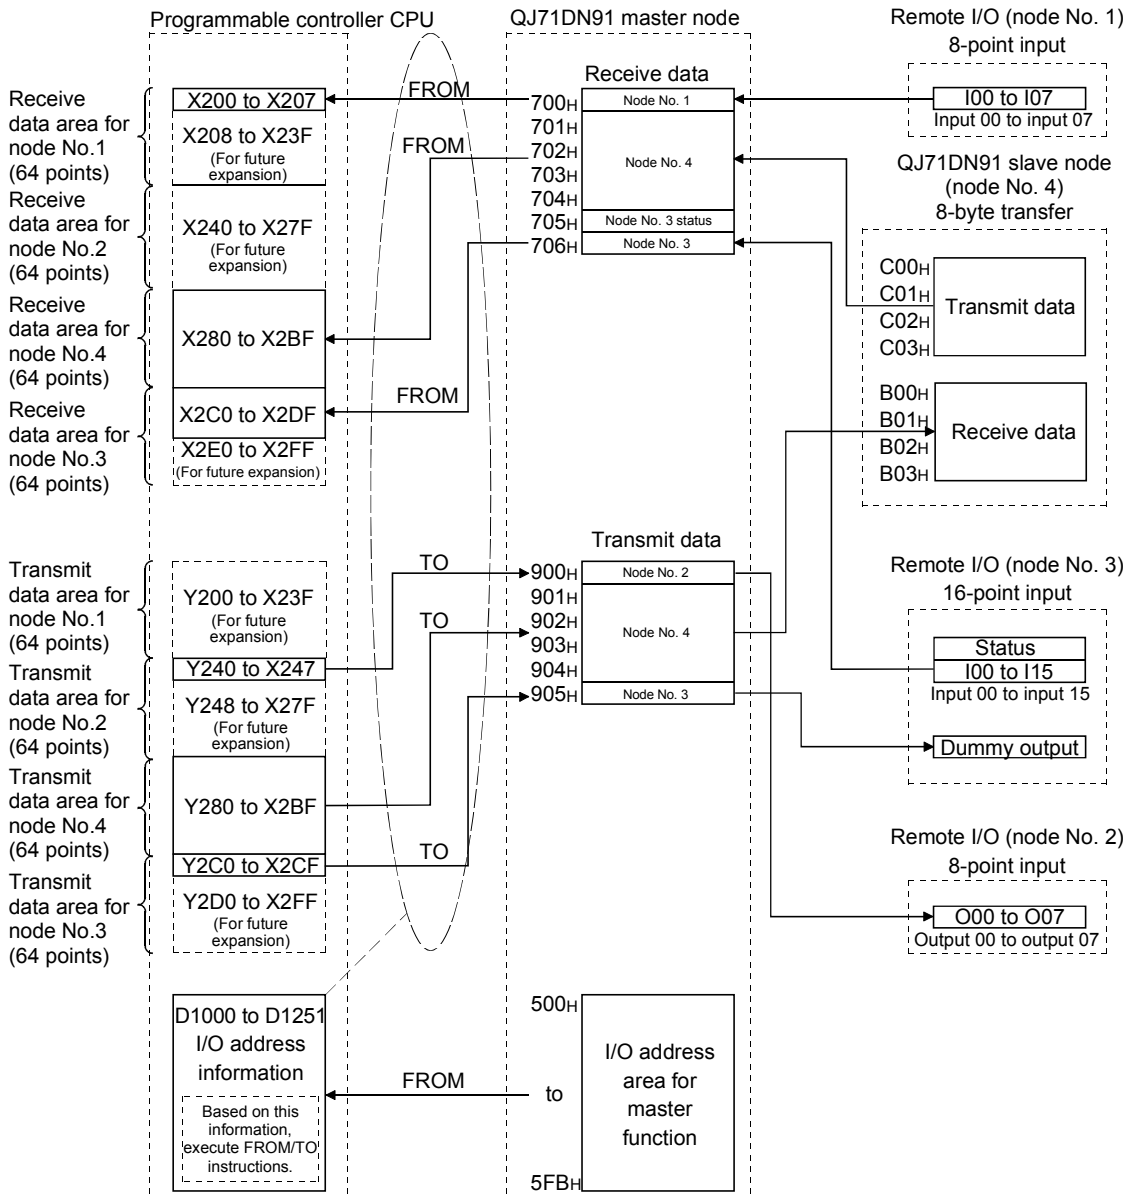 Programmable controller CPU
QJ71DN91 master node
Remote I/O (node No. 1)
8-point input
Receive data
FROM
Receive
data area for
node No.1
(64 points)
X200 to X207
X208 to X23F
(For future
expansion)
700H
701H
702H
703H
704H
705H
706H
Node No. 1
Node No. 4
Node No. 3 status
Node No. 3
I00 to I07
Input 00 to input 07
FROM
Receive
data area for
node No.2
(64 points)
X240 to X27F
(For future
expansion)
QJ71DN91 slave node
(node No. 4)
8-byte transfer
C00H
C01H
C02H
C03H
Transmit data
Receive
data area for
node No.4
(64 points)
X280 to X2BF
FROM
Receive
data area for
node No.3
(64 points)
X2C0 to X2DF
X2E0 to X2FF
(For future expansion)
B00H
B01H
B02H
B03H
Receive data
Transmit data
TO
Transmit
data area for
node No.1
(64 points)
Y200 to X23F
(For future
expansion)
900H
901H
902H
903H
904H
905H
Node No. 2
Node No. 4
Node No. 3
Remote I/O (node No. 3)
16-point input
Status
I00 to I15
Input 00 to input 15
Dummy output
TO
Transmit
data area for
node No.2
(64 points)
Y240 to X247
Y248 to X27F
(For future
expansion)
Transmit
data area for
node No.4
(64 points)
Y280 to X2BF
TO
Transmit
data area for
node No.3
(64 points)
Y2C0 to X2CF
Y2D0 to X2FF
(For future
expansion)
Remote I/O (node No. 2)
8-point input
O00 to O07
Output 00 to output 07
D1000 to D1251
I/O address
information
Based on this
information,
execute FROM/TO
instructions.
FROM
500H
to
5FBH
I/O address
area for
master
function